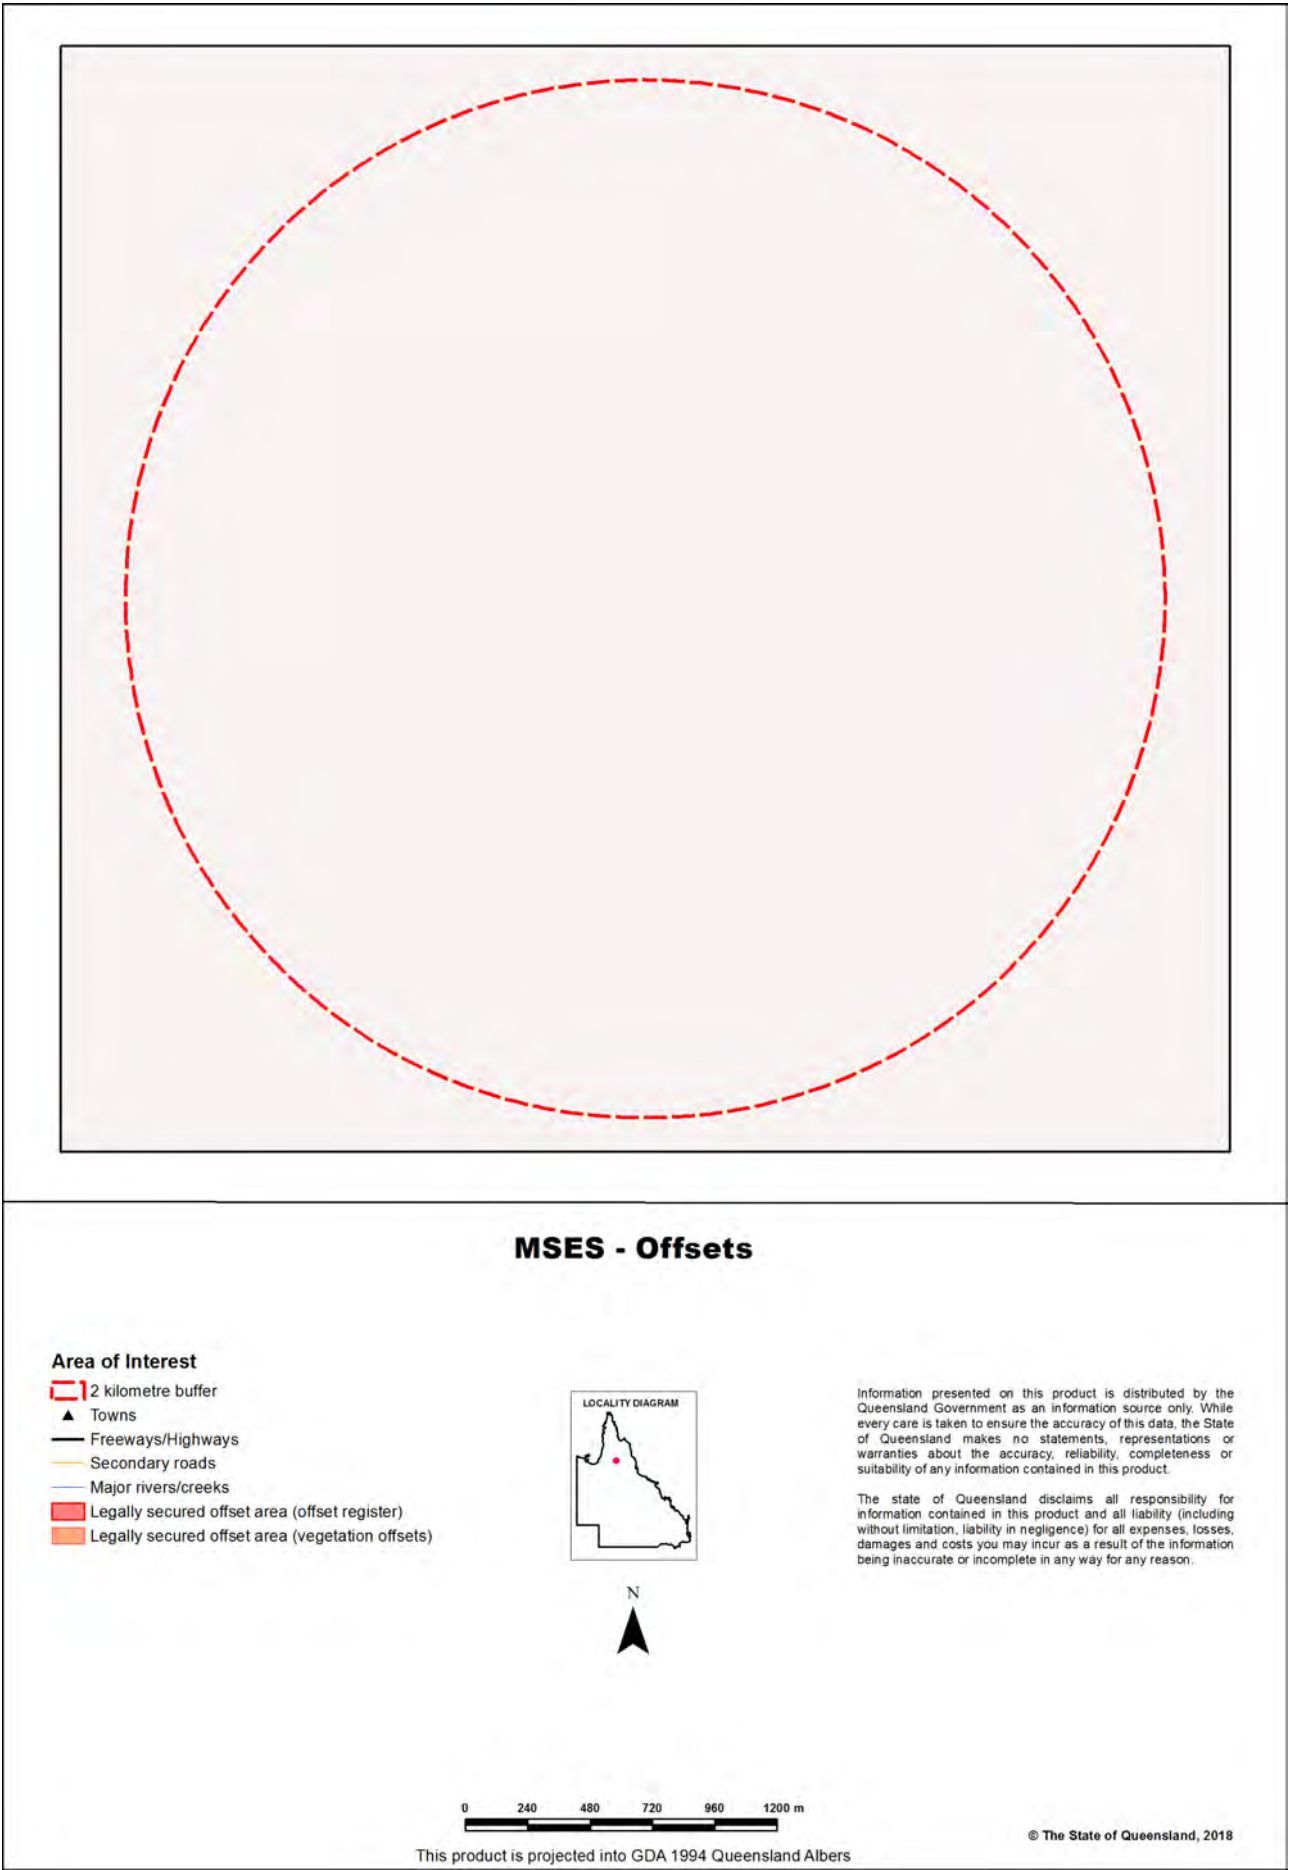 MSES - Offsets
Area of Interest
2 kilometre buffer
Towns
Freeways/Highways
Secondary roads
Major rivers/creeks
Legally secured offset area (offset register)
Legally secured offset area (vegetation offsets)
LOCALITY DIAGRAM
N
Information presented on this product is distributed by the
Queensland Government as an information source only. While
every care is taken to ensure the accuracy of this data, the State
of Queensland makes no statements, representations or
warranties about the accuracy, reliability, completeness or
suitability of any information contained in this product.
The state of Queensland disclaims all responsibility for
information contained in this product and all liability (including
without limitation, liability in negligence) for all expenses, losses,
damages and costs you may incur as a result of the information
being inaccurate or incomplete in any way for any reason.
0 240 480 720 960 1200 m
This product is projected into GDA 1994 Queensland Albers
© The State of Queensland, 2018